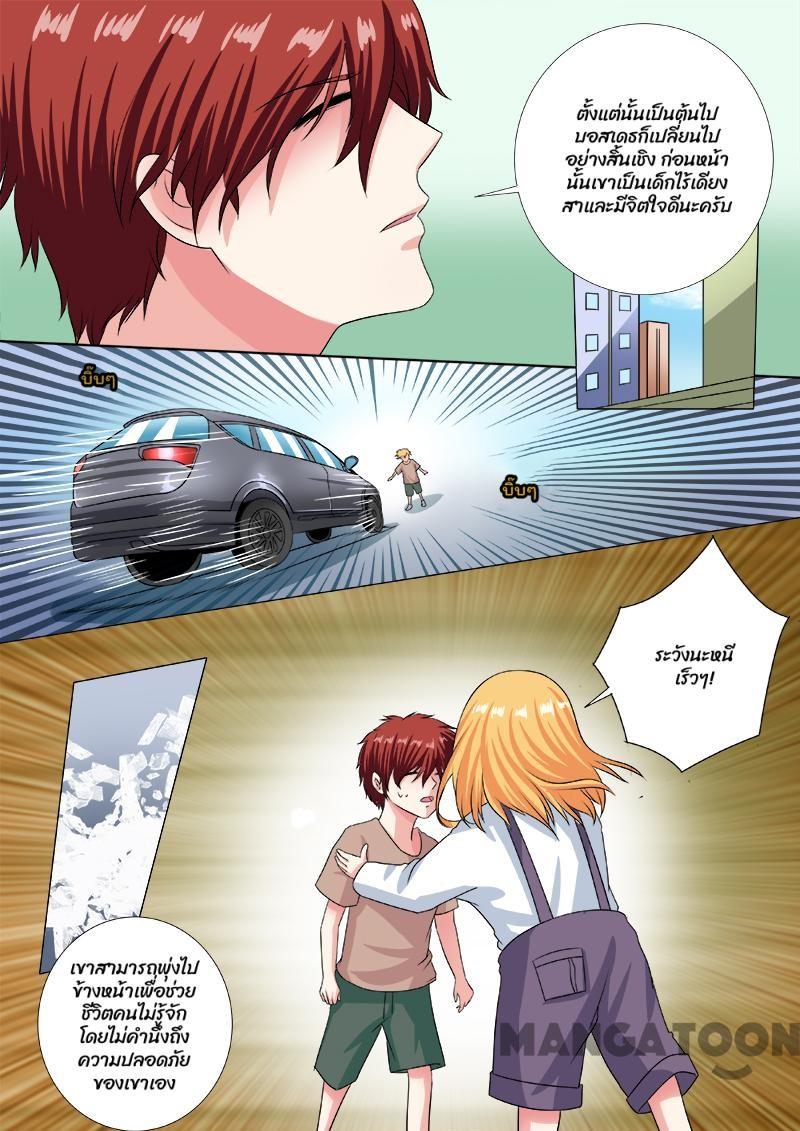 ตั้งแต่นั้นเป็นต้นไป
บอสเดธก็เปลี่ยนไป
อย่างสิ้นเชิง ก่อนหน้า
นั้นเขาเป็นเด็กไร้เดียง
สาและมีจิตใจดีนะครับ
บิ๊บๆ
บิ๊บๆ
ระวังนะหนี
เร็วๆ!
เขาสามารถพุ่งไป
ข้างหน้าเพื่อช่วย
ชีวิตคนไม่รู้จัก
โดยไม่คำนึงถึง
ความปลอดภัย
ของเขาเอง
MANGATOON